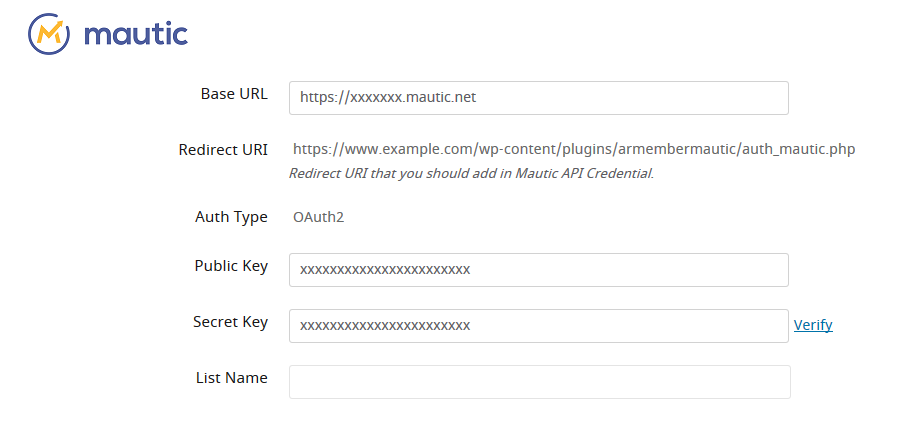 mautic
Base URL https://xxxxxxx.mautic.net
Redirect URI https://www.example.com/wp-content/plugins/armembermautic/auth_mautic.php
Redirect URI that you should add in Mautic API Credential.
Auth Type OAuth2
Public Key xxxxxxxxxxxxxxxxxxxxxxx
Secret Key xxxxxxxxxxxxxxxxxxxxxxx Verify
List Name